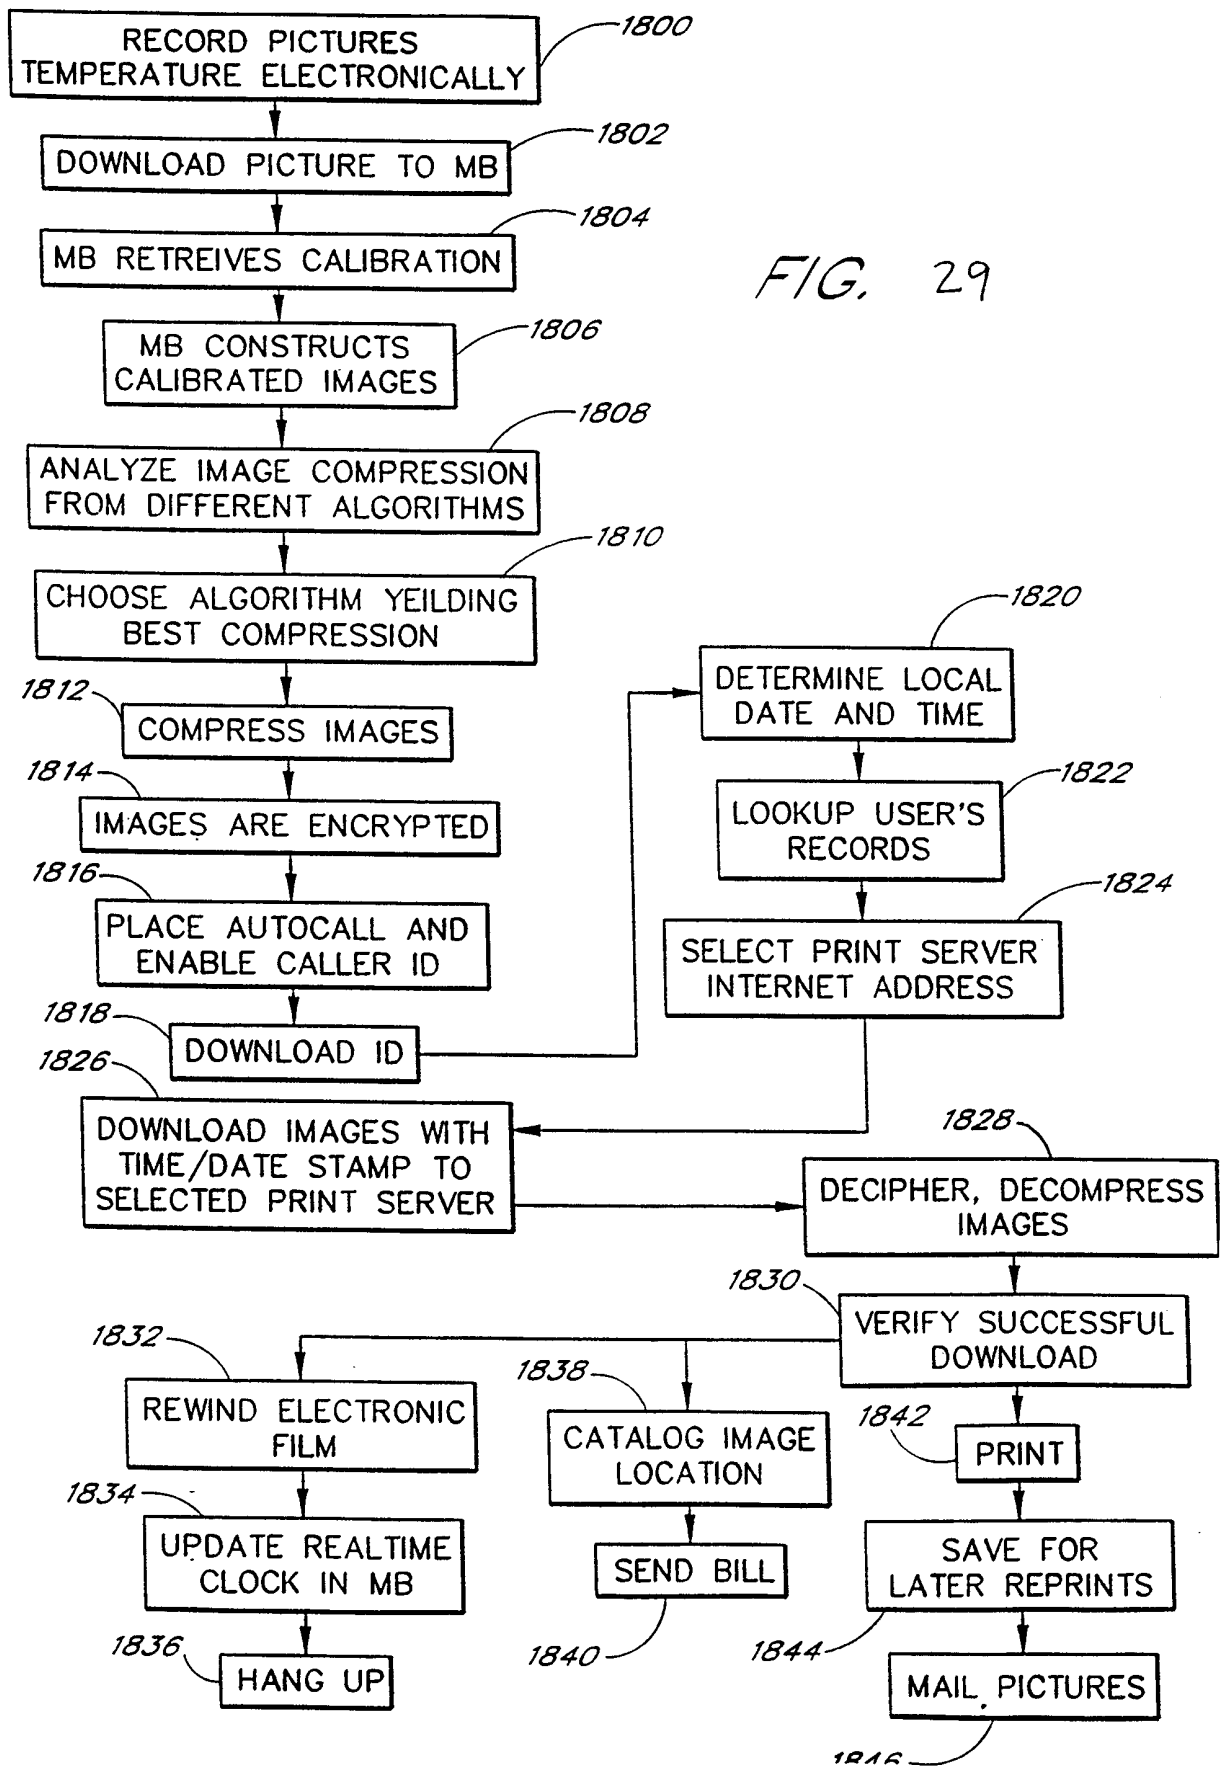 1800
RECORD PICTURES
TEMPERATURE ELECTRONICALLY
1802
DOWNLOAD PICTURE TO MB
1804
MB RETREIVES CALIBRATION
FIG. 29
1806
MB CONSTRUCTS
CALIBRATED IMAGES
1808
ANALYZE IMAGE COMPRESSION
FROM DIFFERENT ALGORITHMS
1810
CHOOSE ALGORITHM YEILDING
BEST COMPRESSION
1812
COMPRESS IMAGES
1814
IMAGES ARE ENCRYPTED
1816
PLACE AUTOCALL AND
ENABLE CALLER ID
1818
DOWNLOAD ID
1820
DETERMINE LOCAL
DATE AND TIME
1822
LOOKUP USER'S
RECORDS
1824
SELECT PRINT SERVER
INTERNET ADDRESS
1826
DOWNLOAD IMAGES WITH
TIME/DATE STAMP TO
SELECTED PRINT SERVER
1828
DECIPHER, DECOMPRESS
IMAGES
1830
VERIFY SUCCESSFUL
DOWNLOAD
1832
REWIND ELECTRONIC
FILM
1834
UPDATE REALTIME
CLOCK IN MB
1836
HANG UP
1838
CATALOG IMAGE
LOCATION
SEND BILL
1840
1842
PRINT
SAVE FOR
LATER REPRINTS
1844
MAIL PICTURES
1846